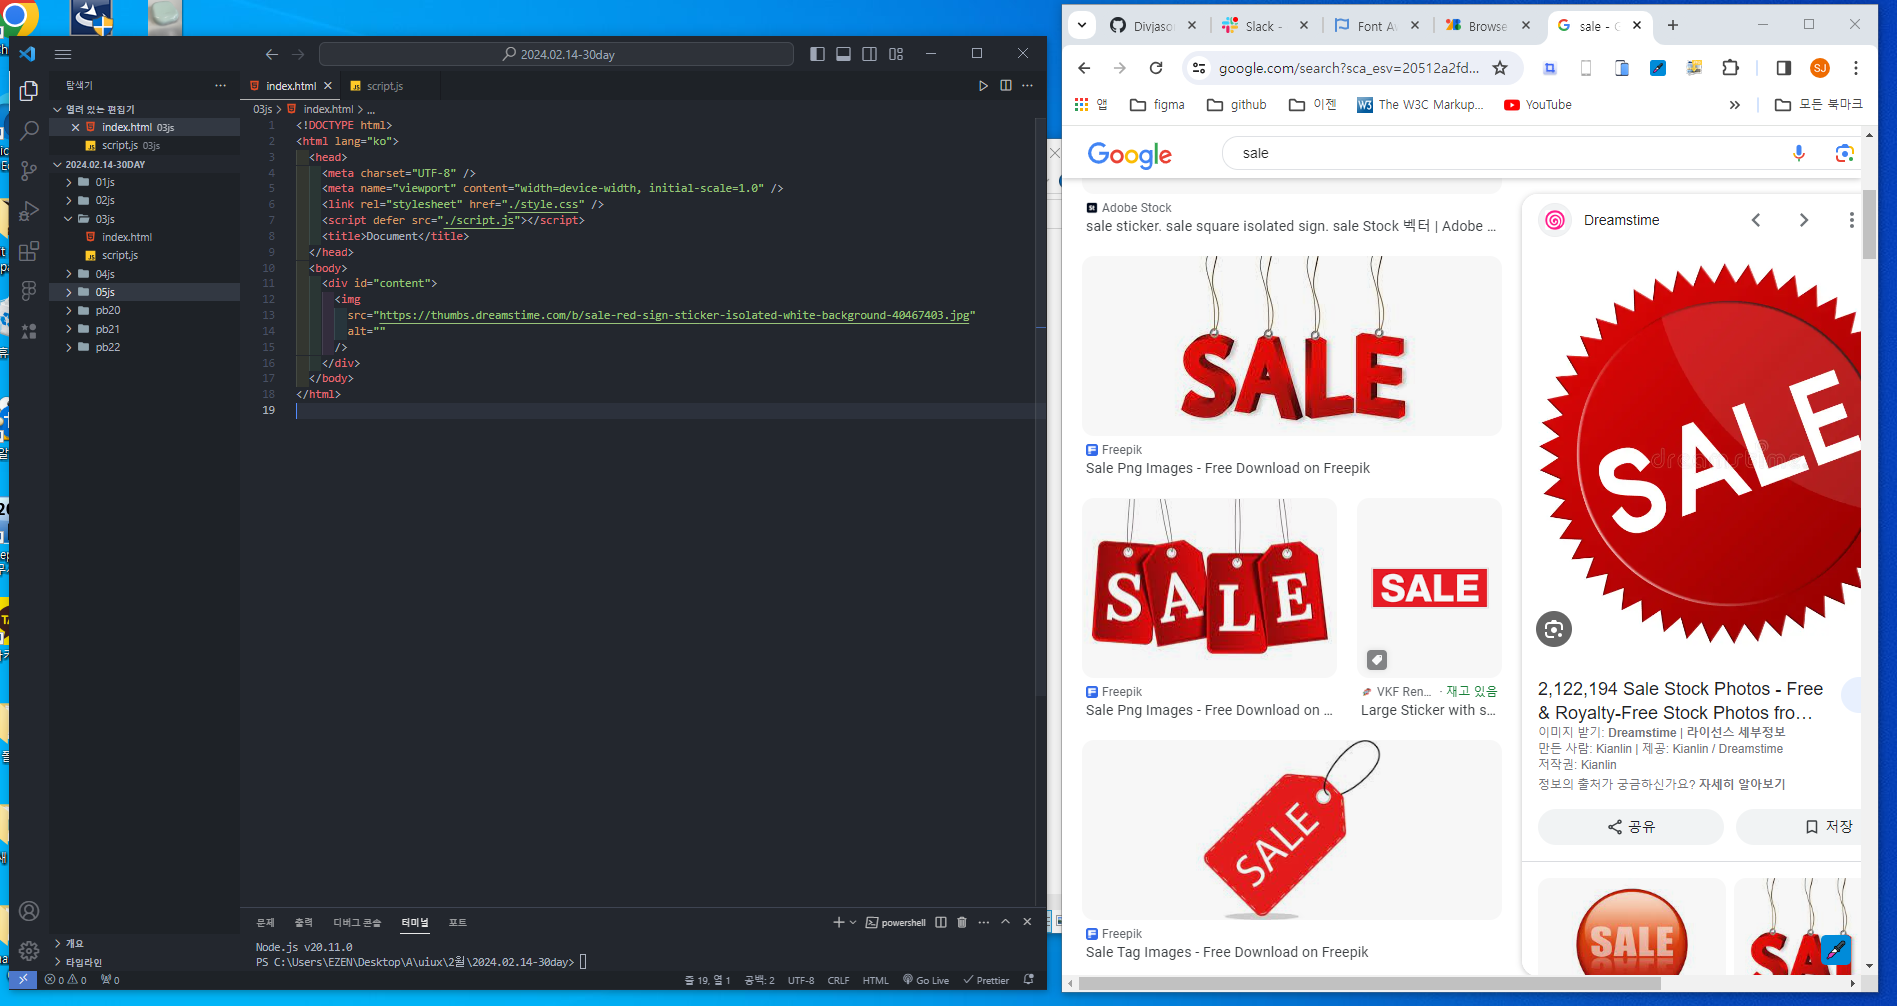 2024.02.14-30day
탐색기
index.html
script.js
열려 있는 편집기
03js > index.html > ...
index.html 03js
script.js 03js
2024.02.14-30DAY
01js
02js
03js
index.html
script.js
04js
05js
pb20
pb21
pb22
1 <!DOCTYPE html>
2 <html lang="ko">
3 <head>
4 <meta charset="UTF-8" />
5 <meta name="viewport" content="width=device-width, initial-scale=1.0" />
6 <link rel="stylesheet" href="./style.css" />
7 <script defer src="./script.js"></script>
8 <title>Document</title>
9 </head>
10 <body>
11 <div id="content">
12 <img
13 src="https://thumbs.dreamstime.com/b/sale-red-sign-sticker-isolated-white-background-40467403.jpg"
14 alt=""
15 />
16 </div>
17 </body>
18 </html>
19
문제 출력 디버그 콘솔 터미널 포트
powershell
Node.js v20.11.0
PS C:\Users\EZEN\Desktop\A\uiux\2월\2024.02.14-30day>
개요
타임라인
0 0 0
줄 19, 열 1 공백: 2 UTF-8 CRLF HTML Go Live Prettier
Divjaso
Slack -
Font A
Browse
sale - G
google.com/search?sca_esv=20512a2fd...
SJ
앱 figma github 이젠 The W3C Markup... YouTube
모든 북마크
Google
sale
Adobe Stock
sale sticker. sale square isolated sign. sale Stock 벡터 | Adobe ...
SALE
Freepik
Sale Png Images - Free Download on Freepik
SALE
SALE
Freepik
Sale Png Images - Free Download on ...
VKF Ren... · 재고 있음
Large Sticker with s...
SALE
Freepik
Sale Tag Images - Free Download on Freepik
Dreamstime
SALE
dreamstime
2,122,194 Sale Stock Photos - Free
& Royalty-Free Stock Photos fro...
이미지 받기: Dreamstime | 라이선스 세부정보
만든 사람: Kianlin | 제공: Kianlin / Dreamstime
저작권: Kianlin
정보의 출처가 궁금하신가요? 자세히 알아보기
공유
저장
SALE
SA